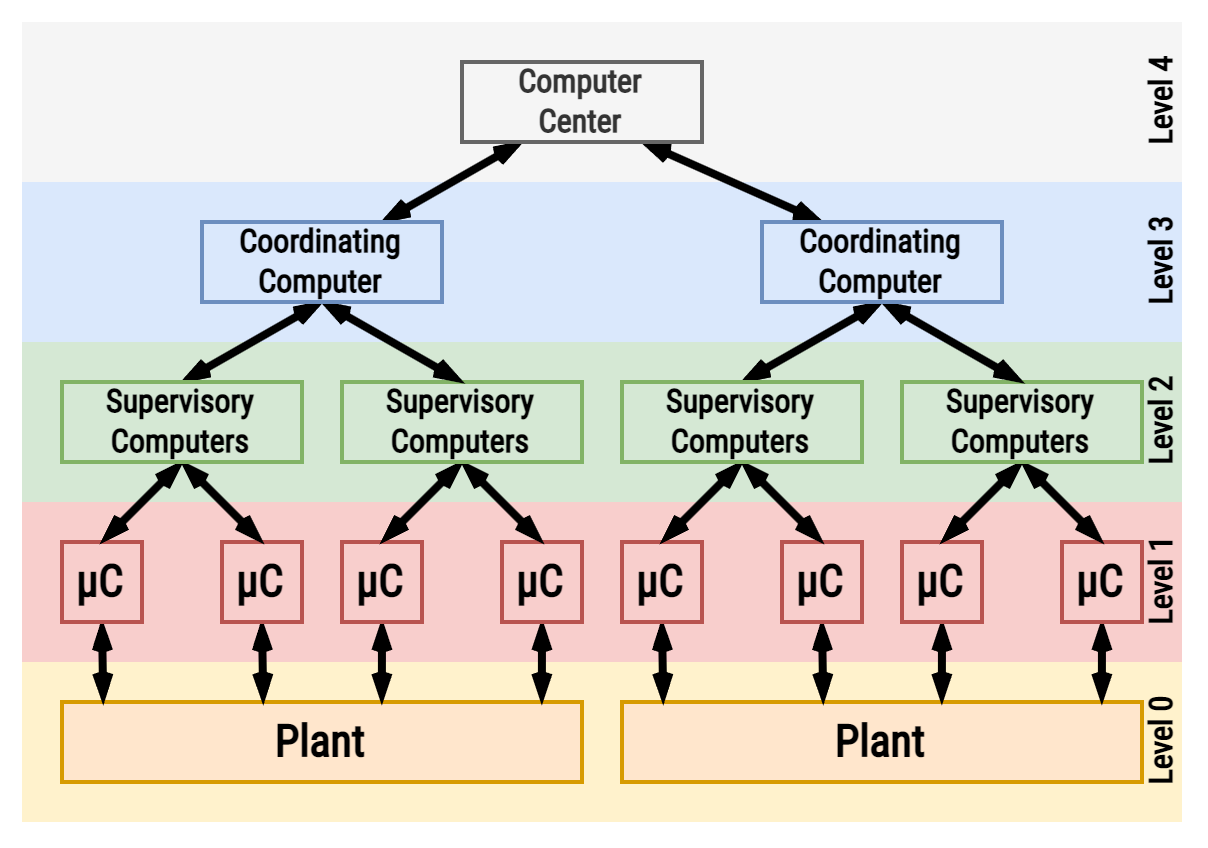 Computer
Center
Level 4
Coordinating
Computer
Coordinating
Computer
Level 3
Supervisory
Computers
Supervisory
Computers
Supervisory
Computers
Supervisory
Computers
Level 2
µC
µC
µC
µC
µC
µC
µC
µC
Level 1
Plant
Plant
Level 0